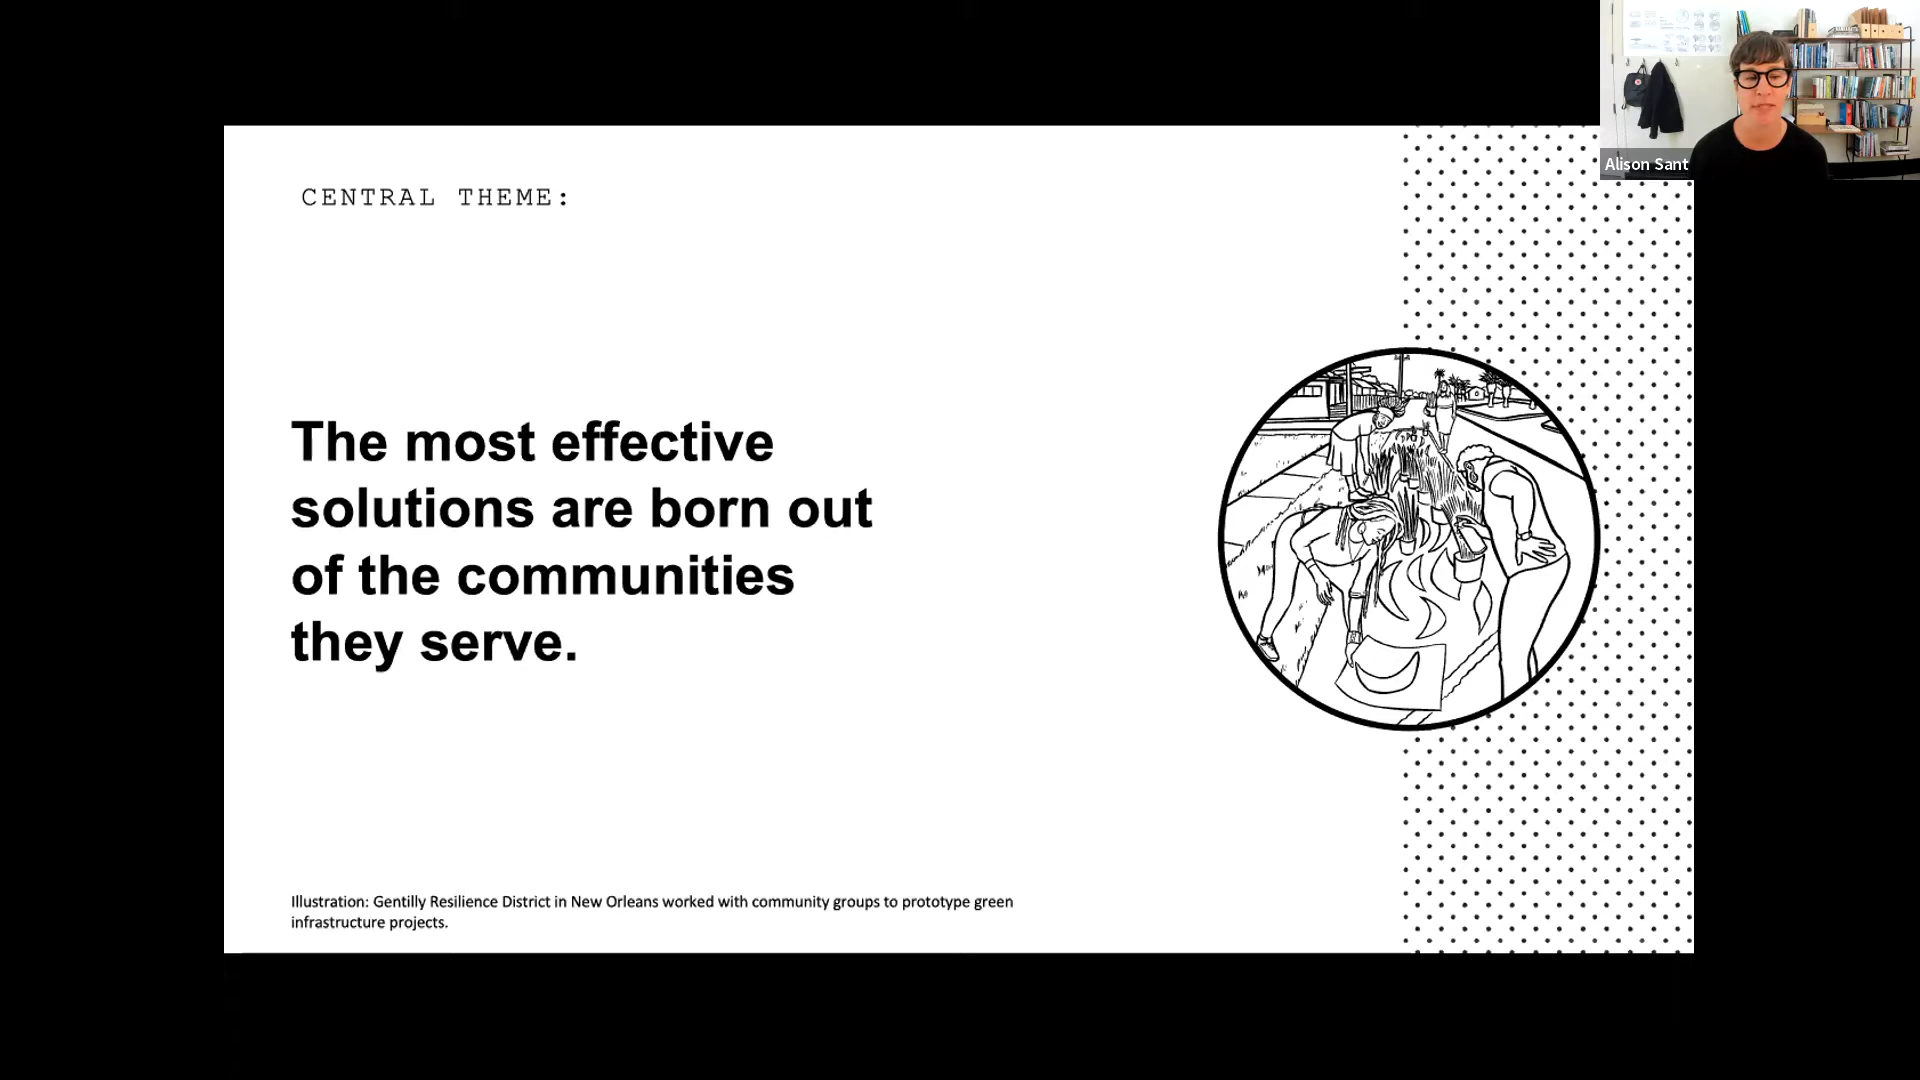 Alison Sant
CENTRAL THEME:
The most effective
solutions are born out
of the communities
they serve.
Illustration: Gentilly Resilience District in New Orleans worked with community groups to prototype green
infrastructure projects.